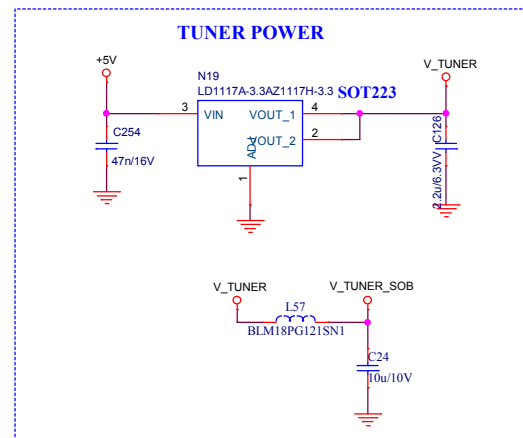 TUNER POWER
+5V
V_TUNER
N19
LD1117A-3.3AZ1117H-3.3 SOT223
3
VIN
VOUT_1
4
VOUT_2
2
ADJ
1
C254
47n/16V
C126
2.2u/6.3VV
V_TUNER
V_TUNER_SOB
L57
BLM18PG121SN1
C24
10u/10V